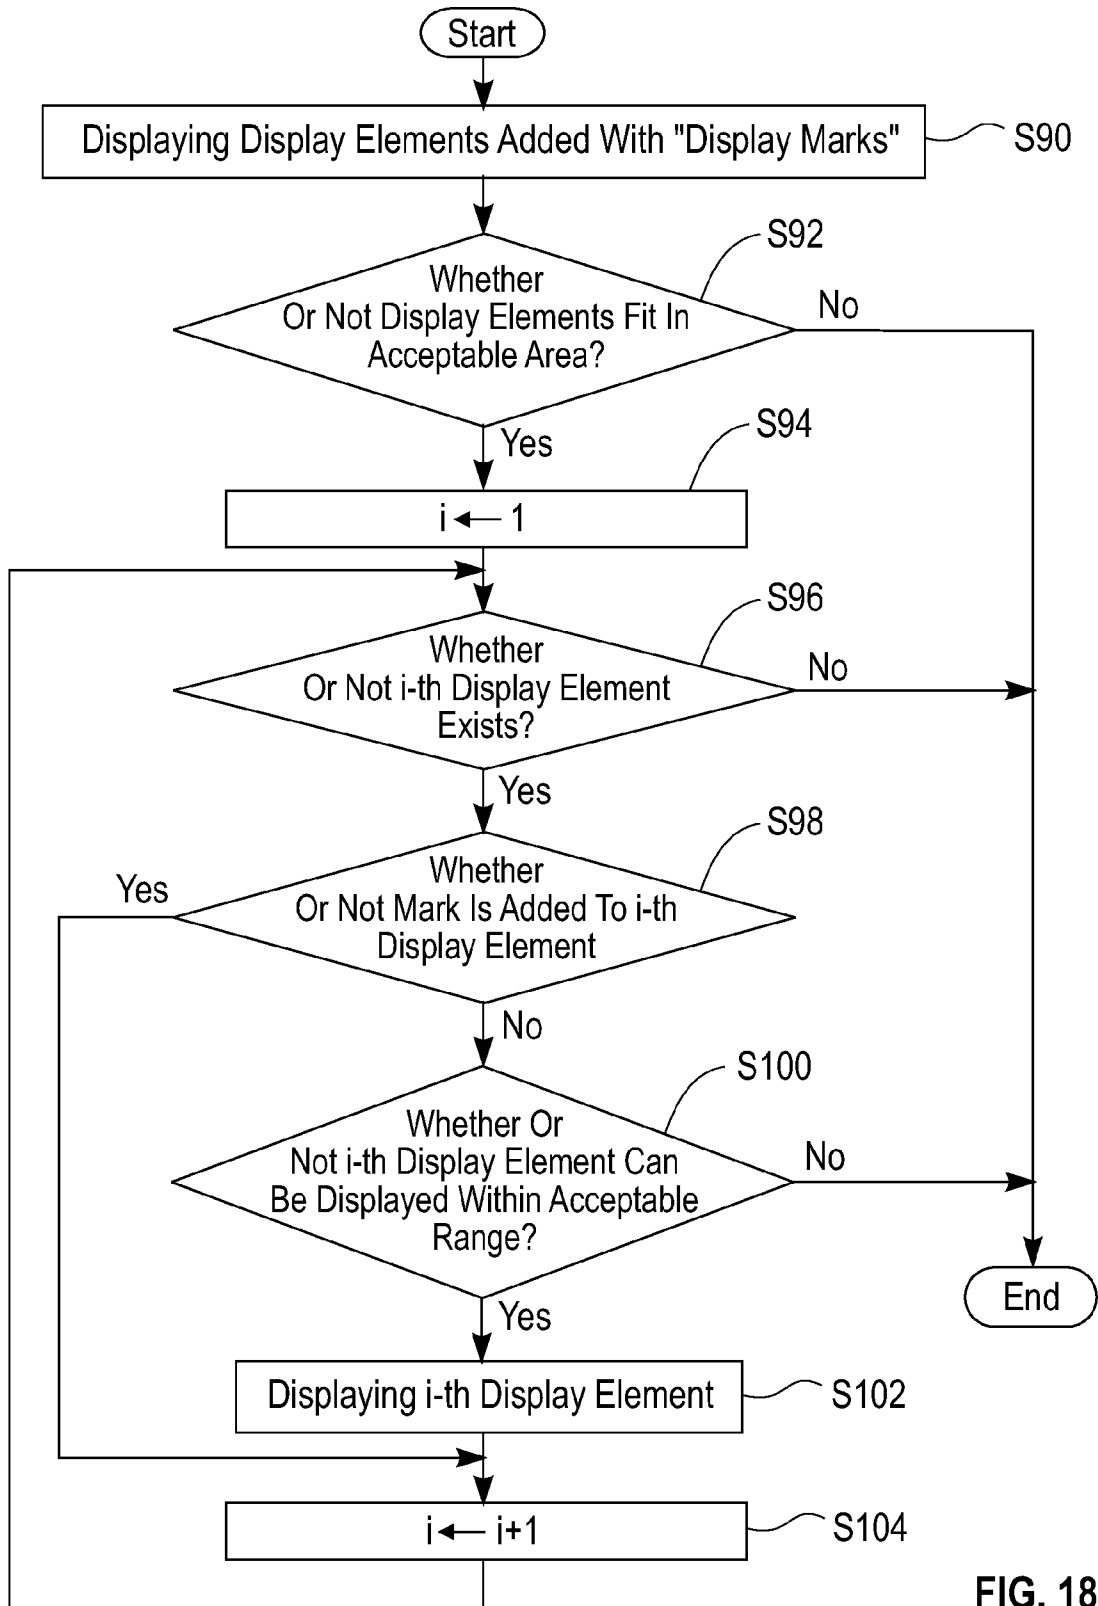 Start
Displaying Display Elements Added With "Display Marks"
S90
S92
Whether
Or Not Display Elements Fit In
Acceptable Area?
No
Yes
S94
i ← 1
S96
Whether
Or Not i-th Display Element
Exists?
No
Yes
S98
Whether
Or Not Mark Is Added To i-th
Display Element
Yes
No
S100
Whether Or
Not i-th Display Element Can
Be Displayed Within Acceptable
Range?
No
Yes
End
Displaying i-th Display Element
S102
i ← i+1
S104
FIG. 18